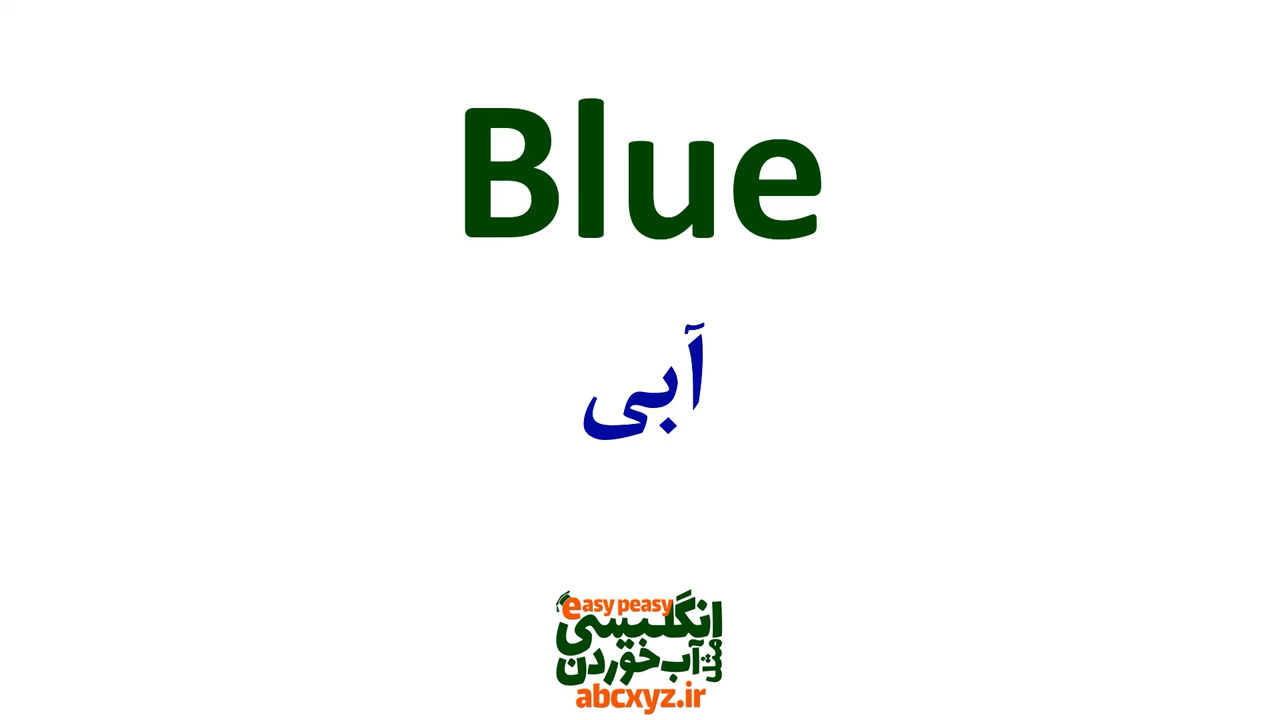 Blue
آبی
easy peasy
انگلیسی
مثل آب خوردن
abcxyz.ir